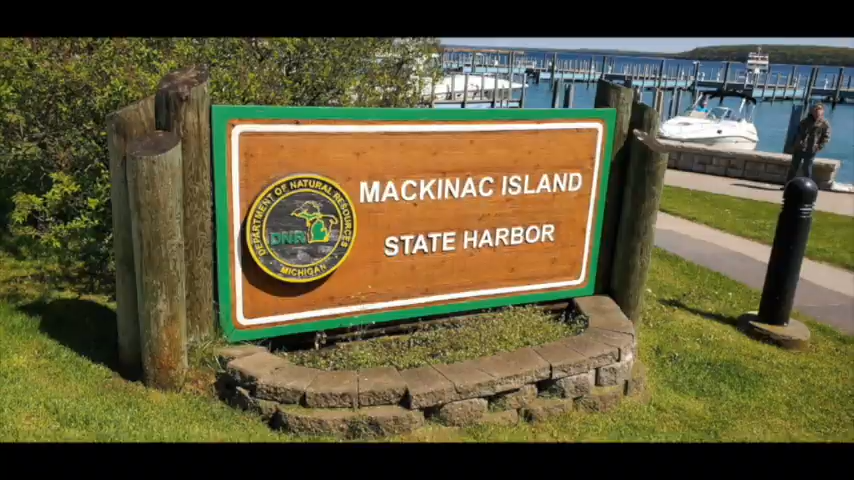 MACKINAC ISLAND
STATE HARBOR
DEPARTMENT OF NATURAL RESOURCES
DNR
MICHIGAN